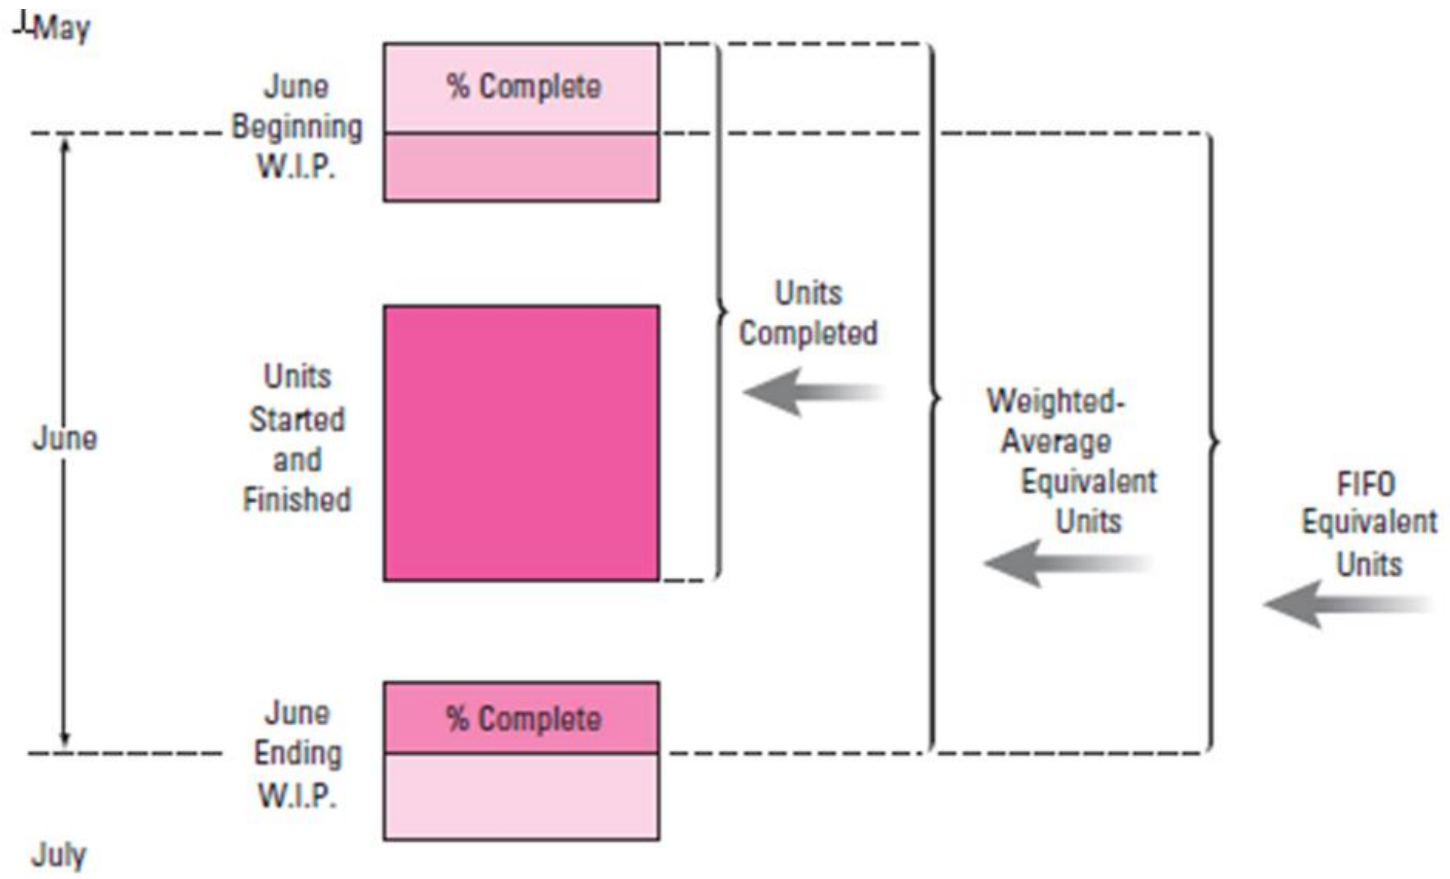 May
June
Beginning
W.I.P.
% Complete
Units
Completed
Units
Started
and
Finished
June
Weighted-
Average
Equivalent
Units
FIFO
Equivalent
Units
June
Ending
W.I.P.
% Complete
July